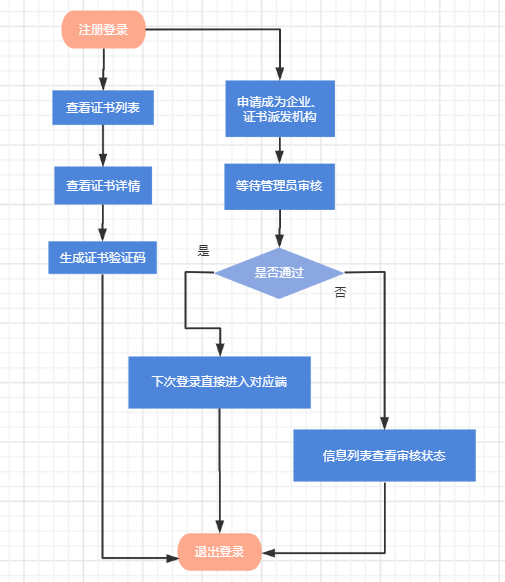 注册登录
查看证书列表
申请成为企业、
证书派发机构
查看证书详情
等待管理员审核
生成证书验证码
是
是否通过
否
下次登录直接进入对应端
信息列表查看审核状态
退出登录